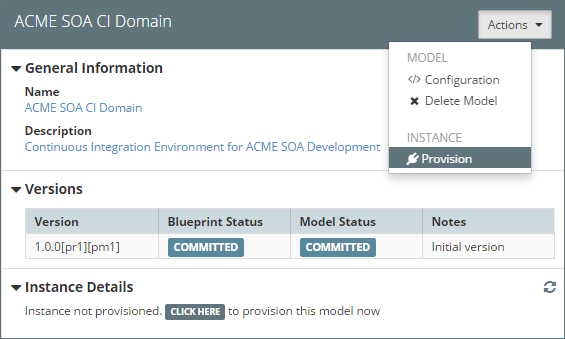 ACME SOA CI Domain
Actions
MODEL
Configuration
Delete Model
INSTANCE
Provision
General Information
Name
ACME SOA CI Domain
Description
Continuous Integration Environment for ACME SOA Development
Versions
Version Blueprint Status Model Status Notes
1.0.0[pr1][pm1] COMMITTED COMMITTED Initial version
Instance Details
Instance not provisioned. CLICK HERE to provision this model now